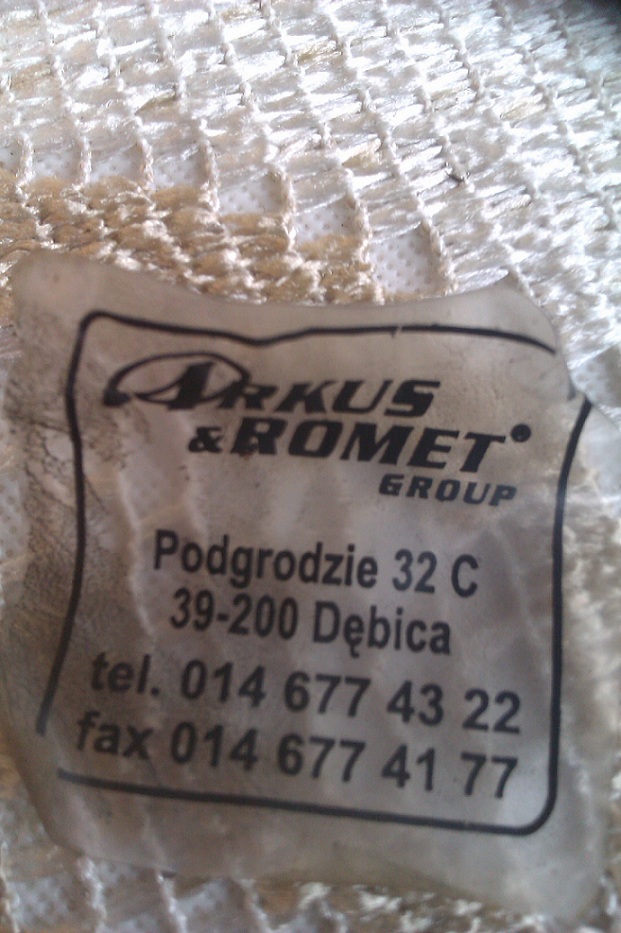 ARKUS
&ROMET®
GROUP
Podgrodzie 32 C
39-200 Dębica
tel. 014 677 43 22
fax 014 677 41 77